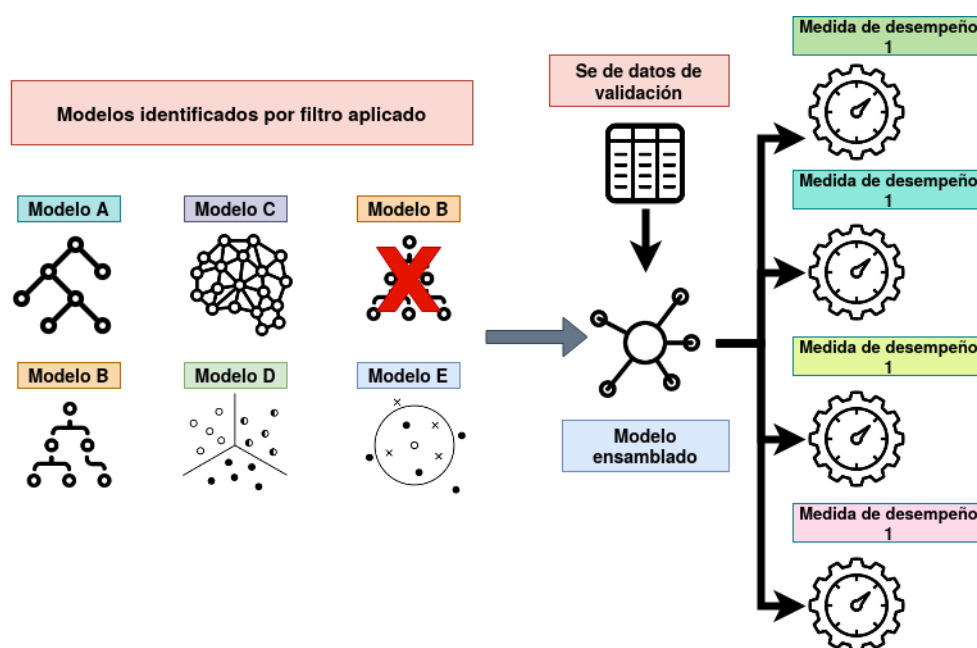 Modelos identificados por filtro aplicado
Modelo A
Modelo C
Modelo B
Modelo B
Modelo D
Modelo E
Se de datos de
validación
Modelo
ensamblado
Medida de desempeño
1
Medida de desempeño
1
Medida de desempeño
1
Medida de desempeño
1